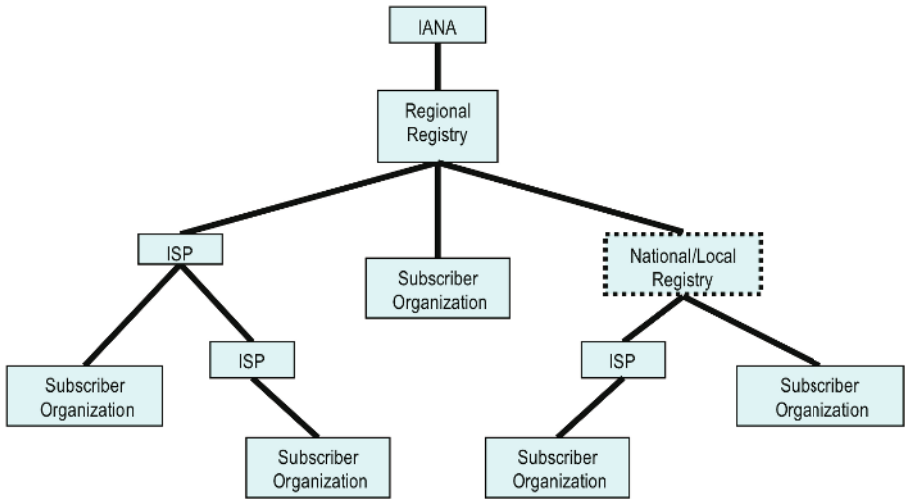 IANA
Regional
Registry
ISP
National/Local
Registry
Subscriber
Organization
ISP
ISP
Subscriber
Organization
Subscriber
Organization
Subscriber
Organization
Subscriber
Organization